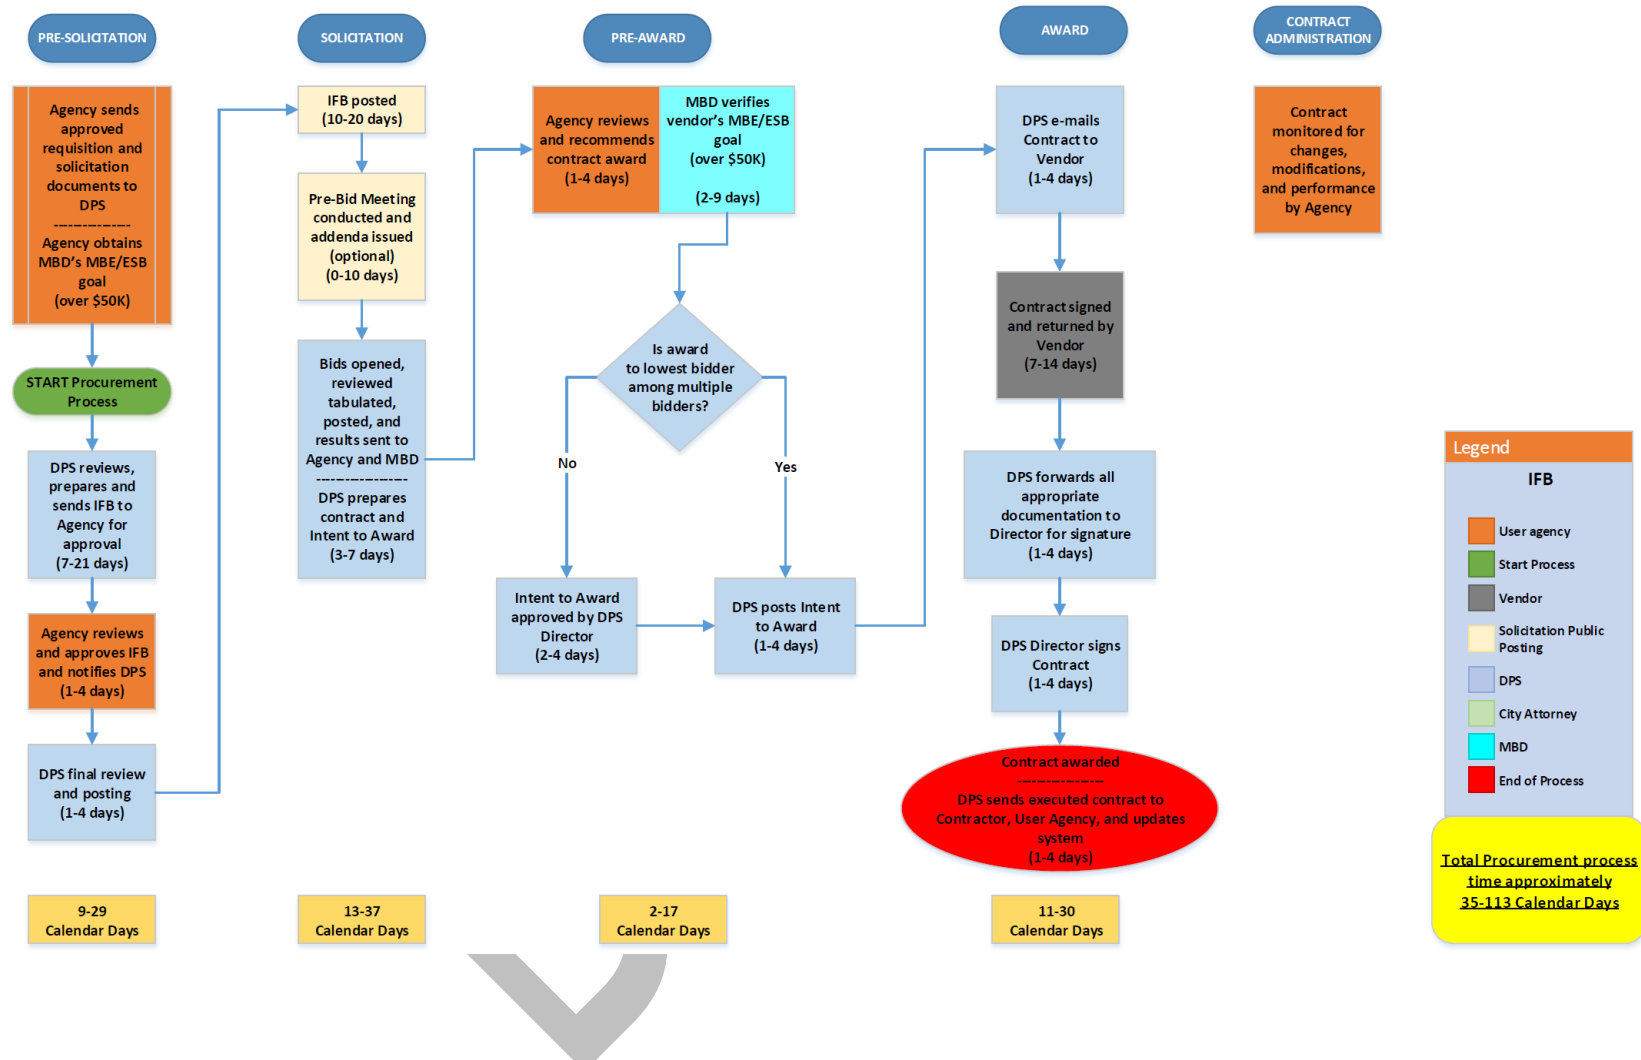 PRE-SOLICITATION
Agency sends
approved
requisition and
solicitation
documents to
DPS
-----------------
Agency obtains
MBD's MBE/ESB
goal
(over $50K)
START Procurement
Process
DPS reviews,
prepares and
sends IFB to
Agency for
approval
(7-21 days)
Agency reviews
and approves IFB
and notifies DPS
(1-4 days)
DPS final review
and posting
(1-4 days)
9-29
Calendar Days
SOLICITATION
IFB posted
(10-20 days)
Pre-Bid Meeting
conducted and
addenda issued
(optional)
(0-10 days)
Bids opened,
reviewed
tabulated,
posted, and
results sent to
Agency and MBD
--------------------
DPS prepares
contract and
Intent to Award
(3-7 days)
13-37
Calendar Days
PRE-AWARD
Agency reviews
and recommends
contract award
(1-4 days)
MBD verifies
vendor's MBE/ESB
goal
(over $50K)
(2-9 days)
Is award
to lowest bidder
among multiple
bidders?
No
Yes
Intent to Award
approved by DPS
Director
(2-4 days)
DPS posts Intent
to Award
(1-4 days)
2-17
Calendar Days
AWARD
DPS e-mails
Contract to
Vendor
(1-4 days)
Contract signed
and returned by
Vendor
(7-14 days)
DPS forwards all
appropriate
documentation to
Director for signature
(1-4 days)
DPS Director signs
Contract
(1-4 days)
Contract awarded
-------------------
DPS sends executed contract to
Contractor, User Agency, and updates
system
(1-4 days)
11-30
Calendar Days
CONTRACT
ADMINISTRATION
Contract
monitored for
changes,
modifications,
and performance
by Agency
Legend
IFB
User agency
Start Process
Vendor
Solicitation Public
Posting
DPS
City Attorney
MBD
End of Process
Total Procurement process
time approximately
35-113 Calendar Days